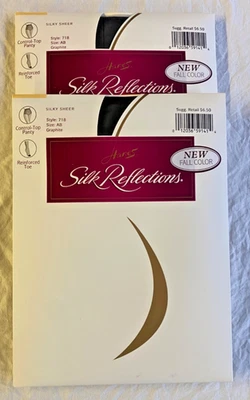 SILKY SHEER
Control-Top
Panty
Style: 718
Size: AB
Graphite
Reinforced
Toe
Sugg. Retail $6.50
NEW
FALL COLOR
Hanes
Silk Reflections.
SILKY SHEER
Control-Top
Panty
Style: 718
Size: AB
Graphite
Reinforced
Toe
Sugg. Retail $6.50
NEW
FALL COLOR
Hanes
Silk Reflections.